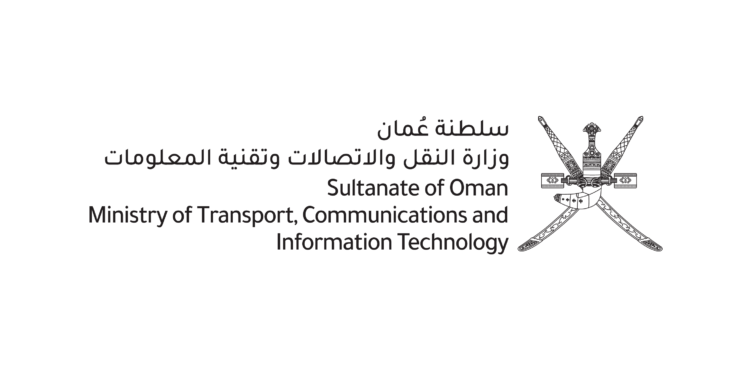 سلطنة عُمان
وزارة النقل والاتصالات وتقنية المعلومات
Sultanate of Oman
Ministry of Transport, Communications and
Information Technology